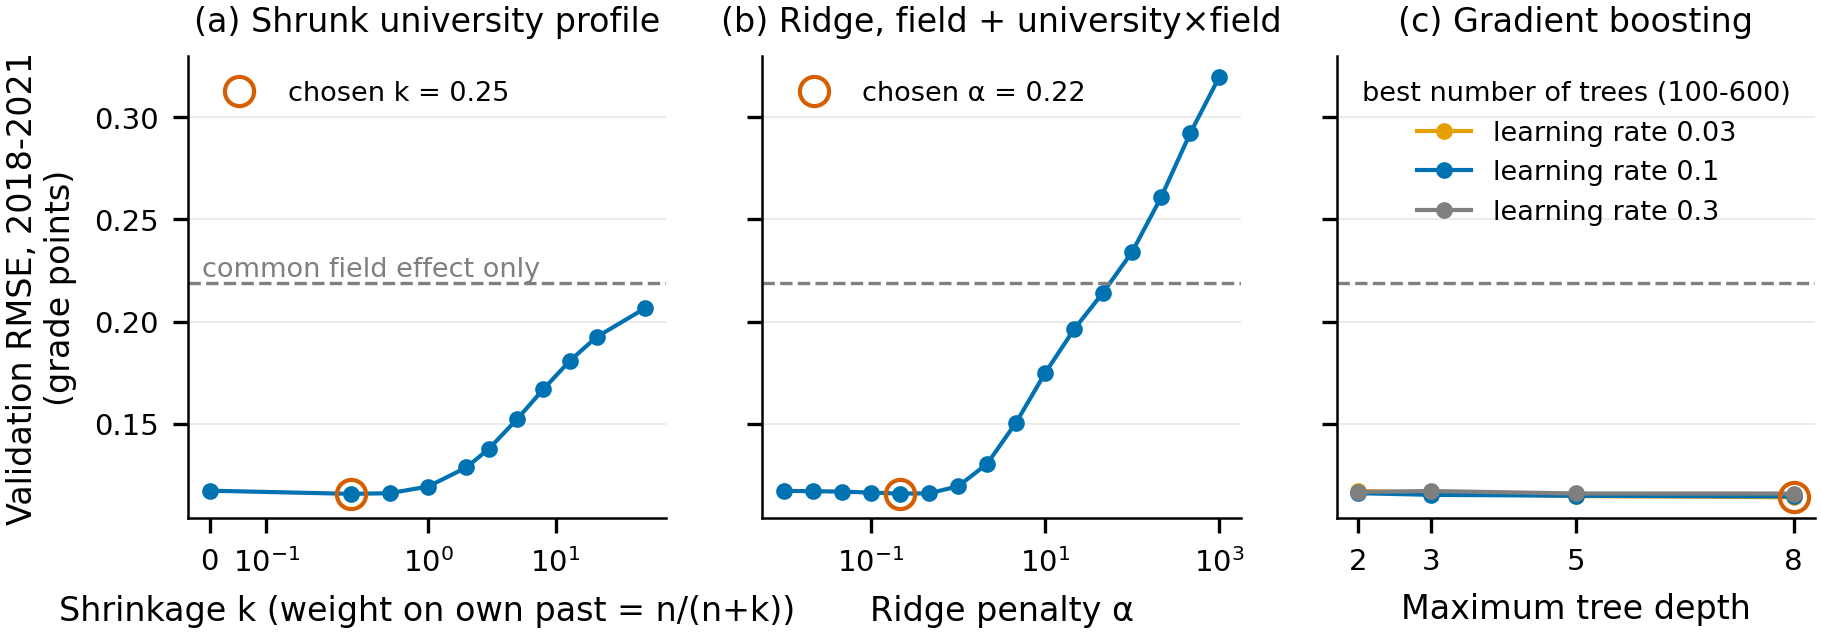 (a) Shrunk university profile
(b) Ridge, field + university×field
(c) Gradient boosting
Validation RMSE, 2018-2021
(grade points)
0.30
0.25
0.20
0.15
chosen k = 0.25
common field effect only
0
10⁻¹
10⁰
10¹
Shrinkage k (weight on own past = n/(n+k))
chosen α = 0.22
10⁻¹
10¹
10³
Ridge penalty α
best number of trees (100-600)
learning rate 0.03
learning rate 0.1
learning rate 0.3
2
3
5
8
Maximum tree depth